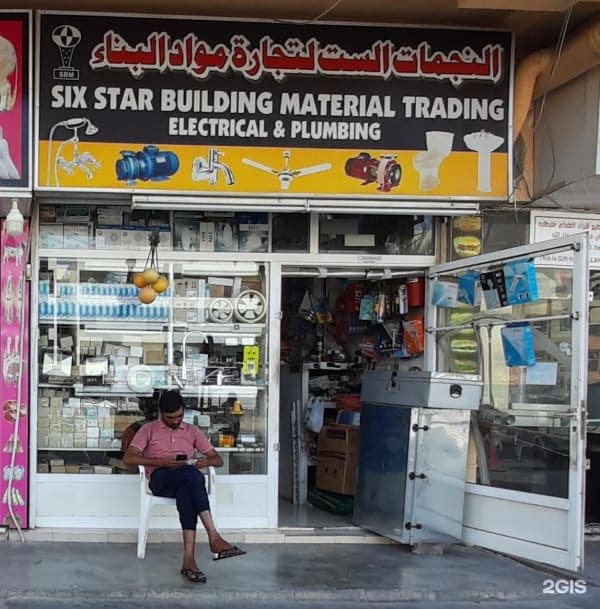 النجمات الست لتجارة مواد البناء
SBM
SIX STAR BUILDING MATERIAL TRADING
ELECTRICAL & PLUMBING
2GIS